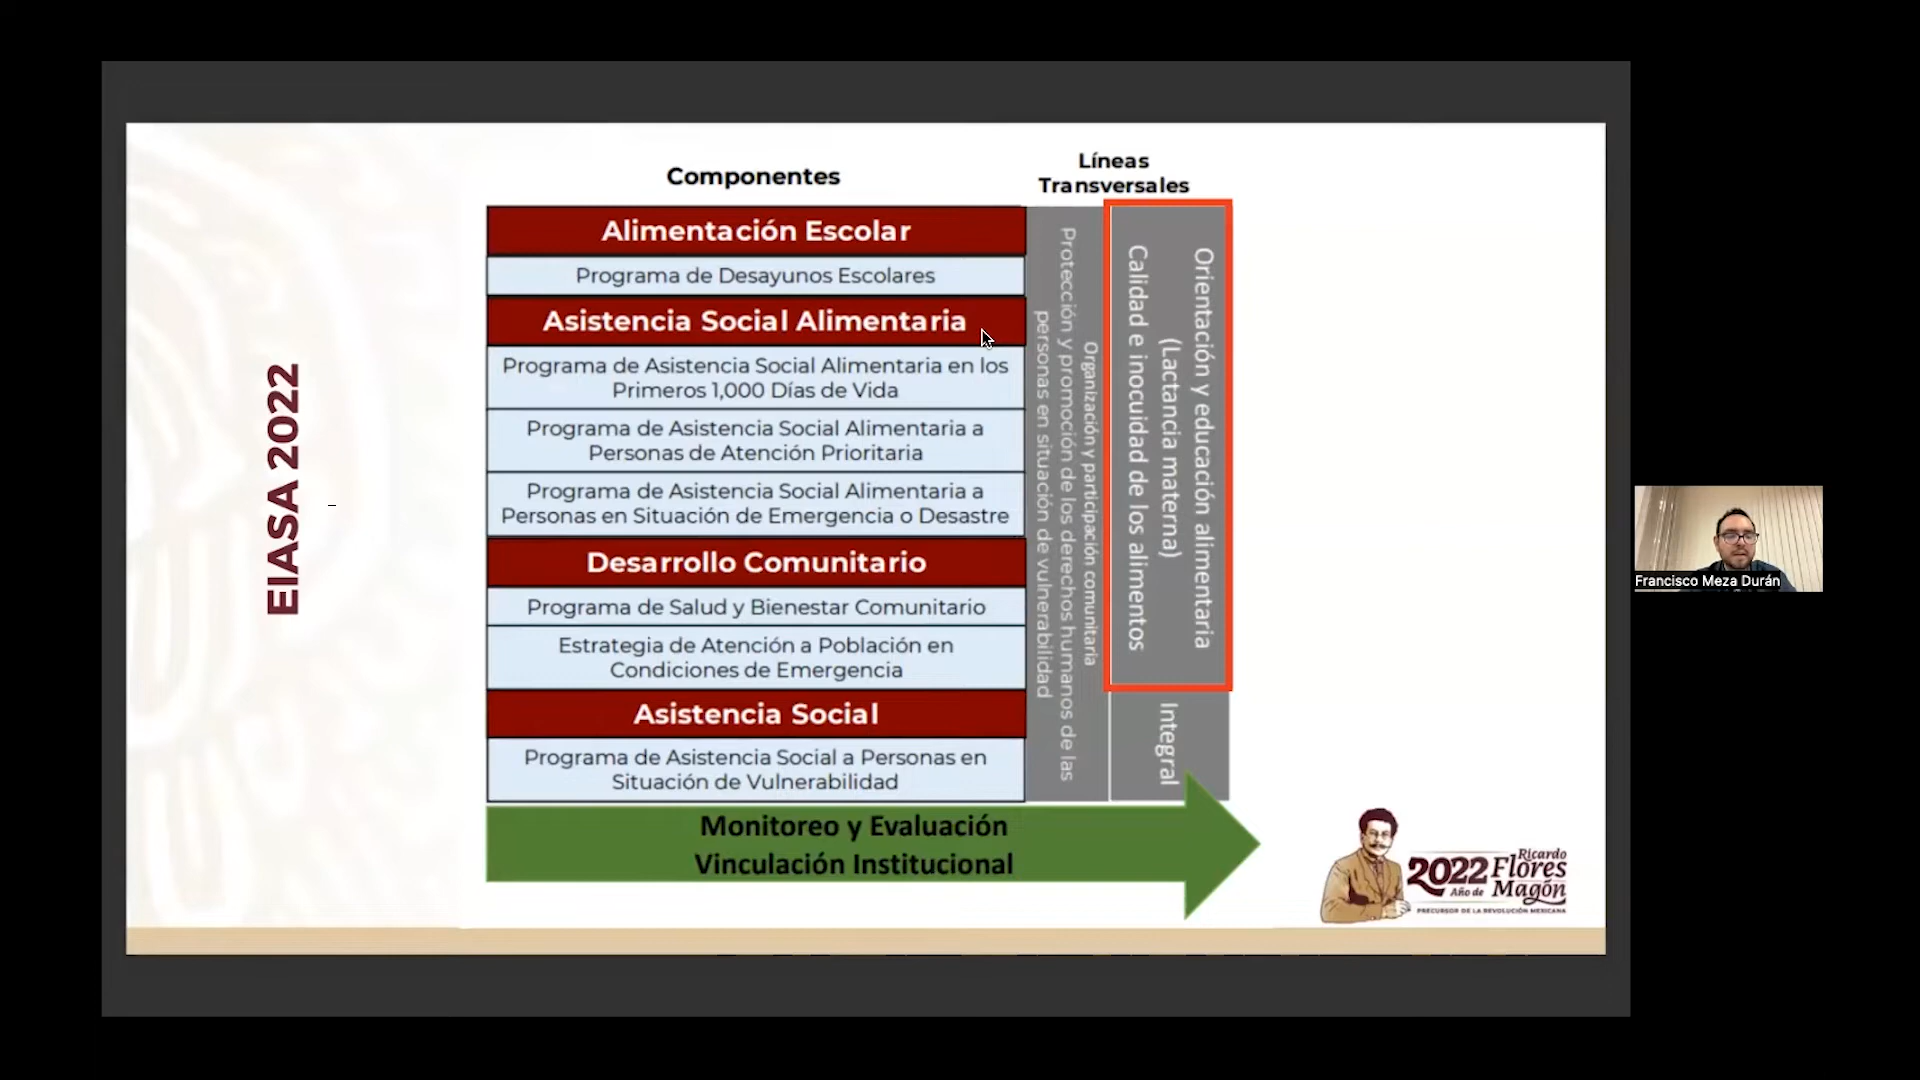 EIASA 2022
Componentes
Líneas
Transversales
Alimentación Escolar
Programa de Desayunos Escolares
Asistencia Social Alimentaria
Programa de Asistencia Social Alimentaria en los
Primeros 1,000 Días de Vida
Programa de Asistencia Social Alimentaria a
Personas de Atención Prioritaria
Programa de Asistencia Social Alimentaria a
Personas en Situación de Emergencia o Desastre
Desarrollo Comunitario
Programa de Salud y Bienestar Comunitario
Estrategia de Atención a Población en
Condiciones de Emergencia
Asistencia Social
Programa de Asistencia Social a Personas en
Situación de Vulnerabilidad
Organización y participación comunitaria
Protección y promoción de los derechos humanos de las
personas en situación de vulnerabilidad
Orientación y educación alimentaria
(Lactancia materna)
Calidad e inocuidad de los alimentos
Integral
Monitoreo y Evaluación
Vinculación Institucional
2022 Ricardo
Año de Flores
Magón
PRECURSOR DE LA REVOLUCIÓN MEXICANA
Francisco Meza Durán